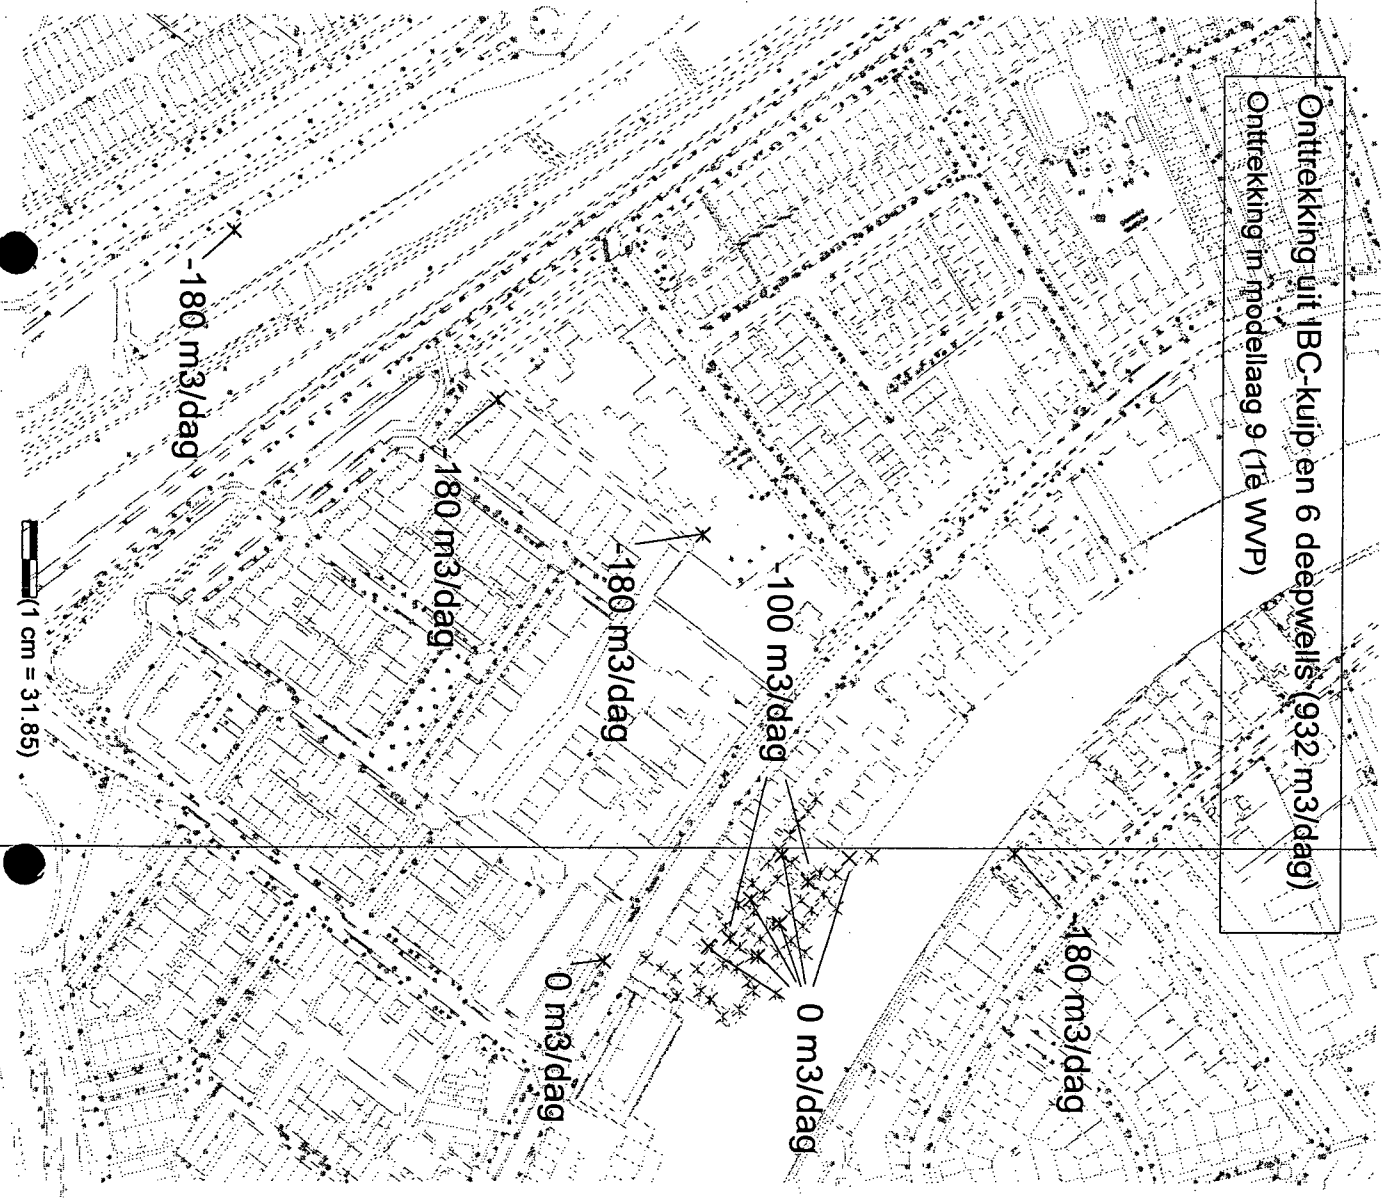 Onttrekking uit IBC-kuip en 6 deepwells (932 m3/dag)
Onttrekking in modellaag 9 (1e WVP)
-180 m3/dag
-100 m3/dag
0 m3/dag
-180 m3/dag
0 m3/dag
-180 m3/dag
-180 m3/dag
(1 cm = 31.85)